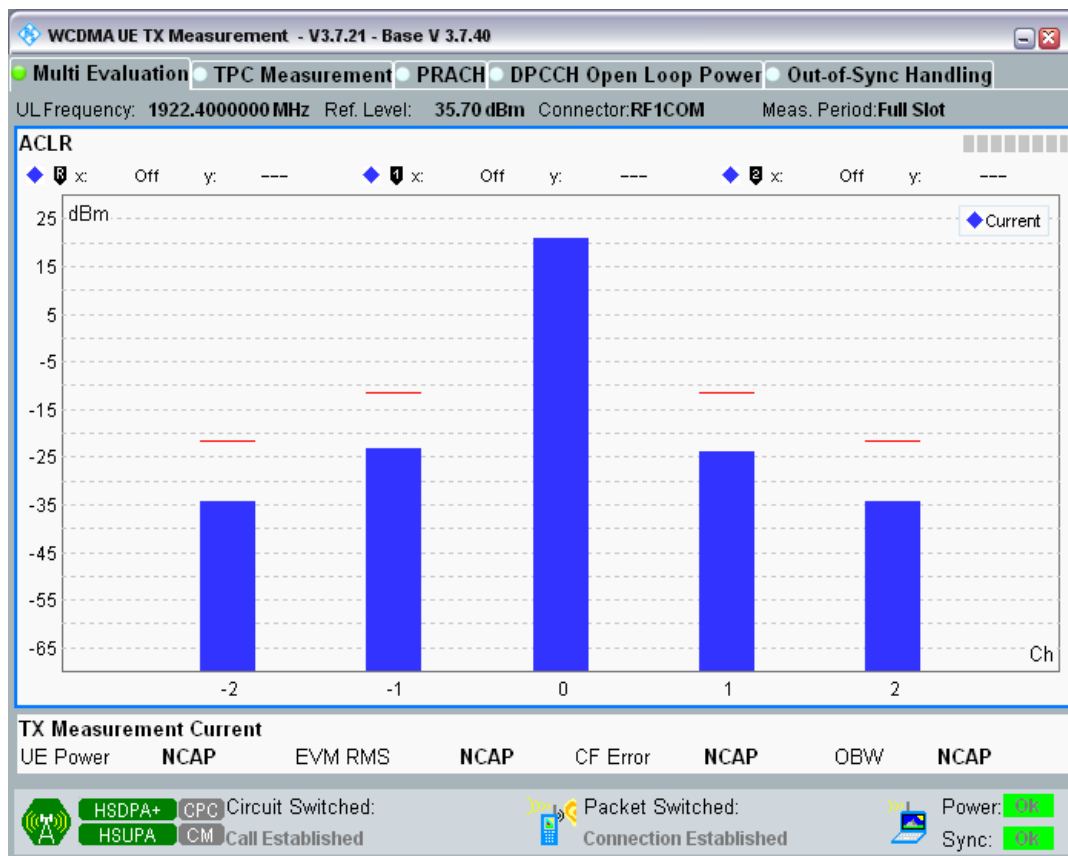 WCDMA UE TX Measurement - V3.7.21 - Base V 3.7.40
Multi Evaluation TPC Measurement PRACH DPCCH Open Loop Power Out-of-Sync Handling
UL Frequency: 1922.4000000 MHz Ref. Level: 35.70 dBm Connector:RF1COM Meas. Period:Full Slot
ACLR
R x: Off y: --- 1 x: Off y: --- 2 x: Off y: ---
dBm
Current
25
15
5
-5
-15
-25
-35
-45
-55
-65
Ch
-2 -1 0 1 2
TX Measurement Current
UE Power NCAP EVM RMS NCAP CF Error NCAP OBW NCAP
HSDPA+ CPC Circuit Switched: Packet Switched: Power: OK
HSUPA CM Call Established Connection Established Sync: OK